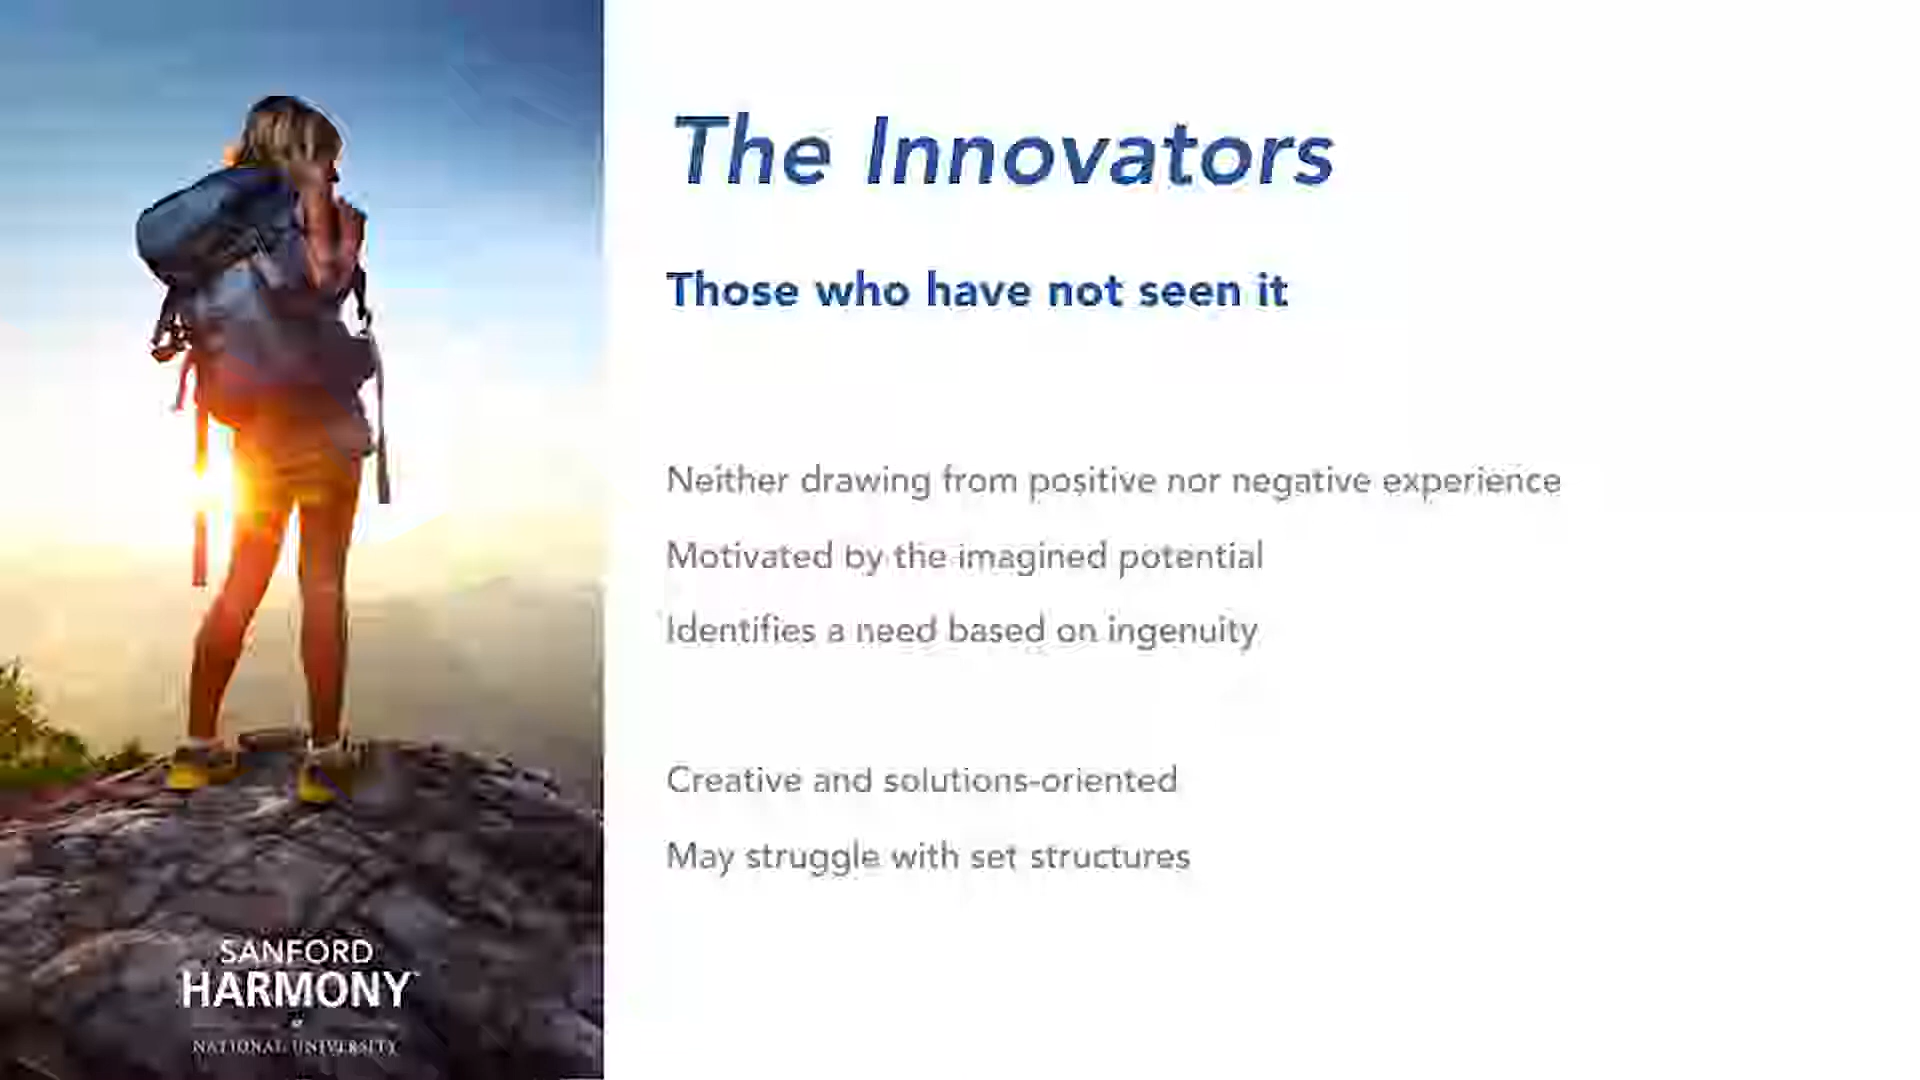 The Innovators
Those who have not seen it
Neither drawing from positive nor negative experience
Motivated by the imagined potential
Identifies a need based on ingenuity
Creative and solutions-oriented
May struggle with set structures
SANFORD
HARMONY
at
NATIONAL UNIVERSITY